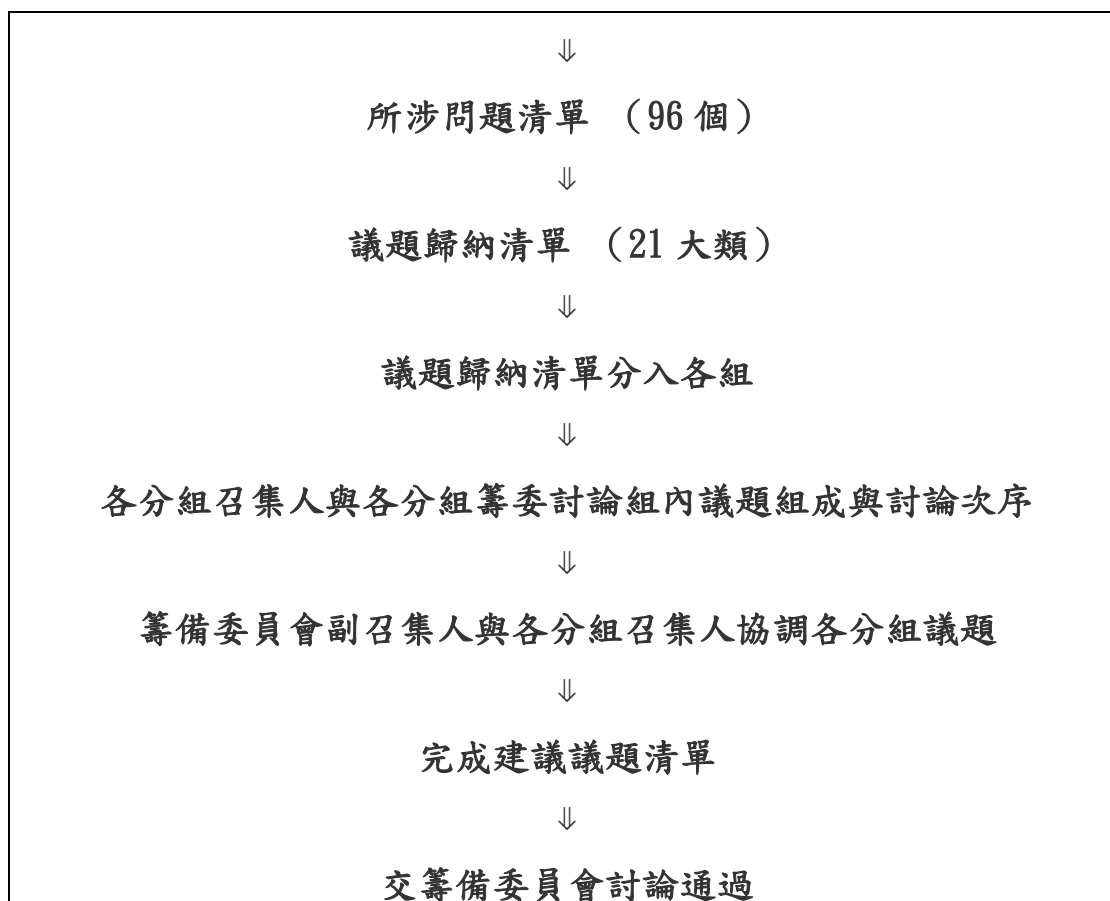 ⇓
所涉問題清單 （96 個）
⇓
議題歸納清單 （21 大類）
⇓
議題歸納清單分入各組
⇓
各分組召集人與各分組籌委討論組內議題組成與討論次序
⇓
籌備委員會副召集人與各分組召集人協調各分組議題
⇓
完成建議議題清單
⇓
交籌備委員會討論通過